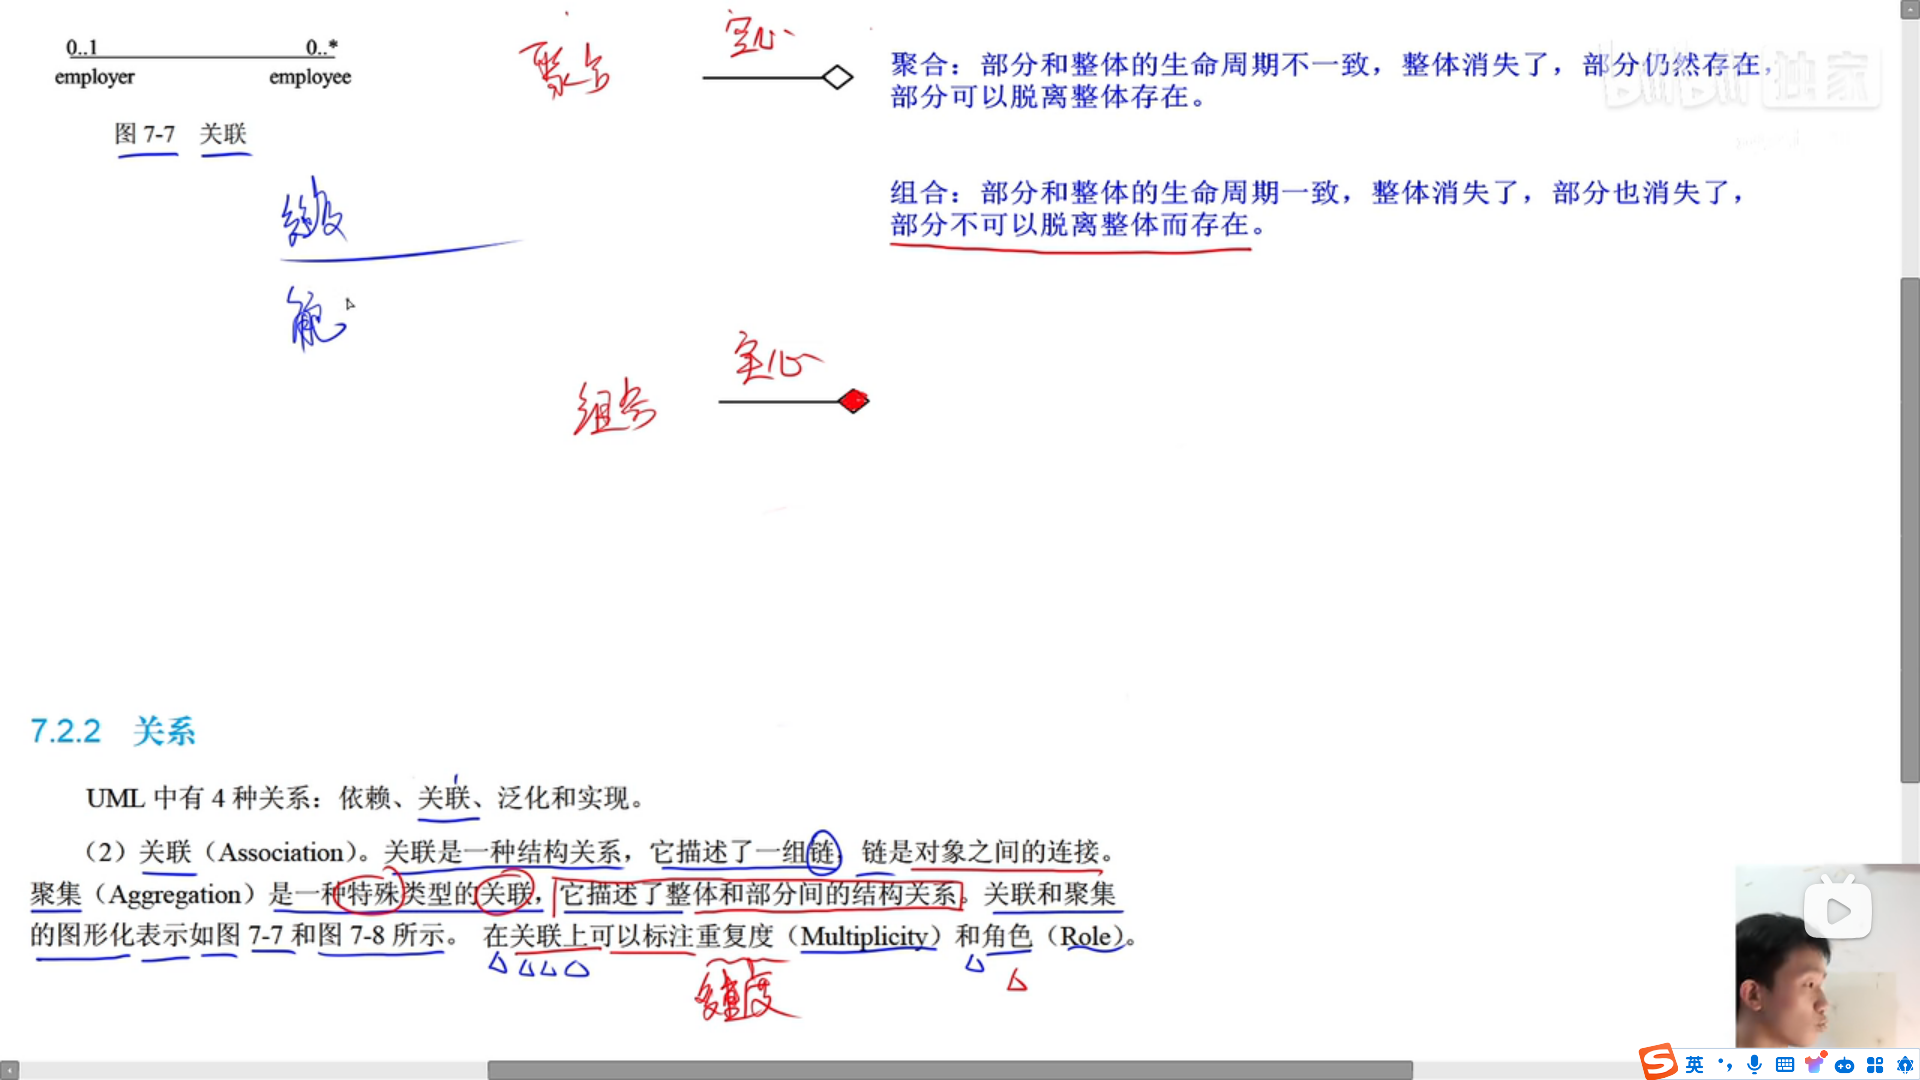 0..1 0..*
employer employee
图 7-7 关联
聚合
空心
聚合：部分和整体的生命周期不一致，整体消失了，部分仍然存在，
部分可以脱离整体存在。
bilibili 独家
组合：部分和整体的生命周期一致，整体消失了，部分也消失了，
部分不可以脱离整体而存在。
组合
实心
7.2.2 关系
UML 中有 4 种关系：依赖、关联、泛化和实现。
（2）关联（Association）。关联是一种结构关系，它描述了一组链，链是对象之间的连接。
聚集（Aggregation）是一种特殊类型的关联，它描述了整体和部分间的结构关系。关联和聚集
的图形化表示如图 7-7 和图 7-8 所示。 在关联上可以标注重复度（Multiplicity）和角色（Role）。
多重度
英